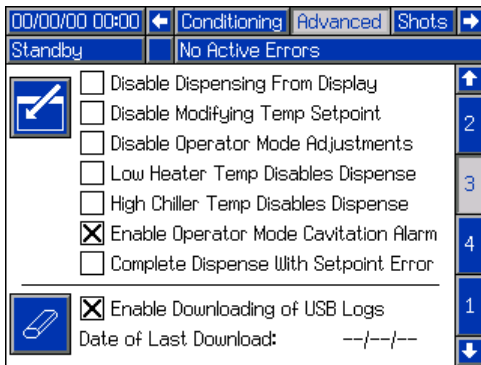 00/00/00 00:00 Conditioning Advanced Shots
Standby No Active Errors
Disable Dispensing From Display
Disable Modifying Temp Setpoint
2
Disable Operator Mode Adjustments
Low Heater Temp Disables Dispense
3
High Chiller Temp Disables Dispense
Enable Operator Mode Cavitation Alarm
4
Complete Dispense With Setpoint Error
Enable Downloading of USB Logs
1
Date of Last Download: --/--/--